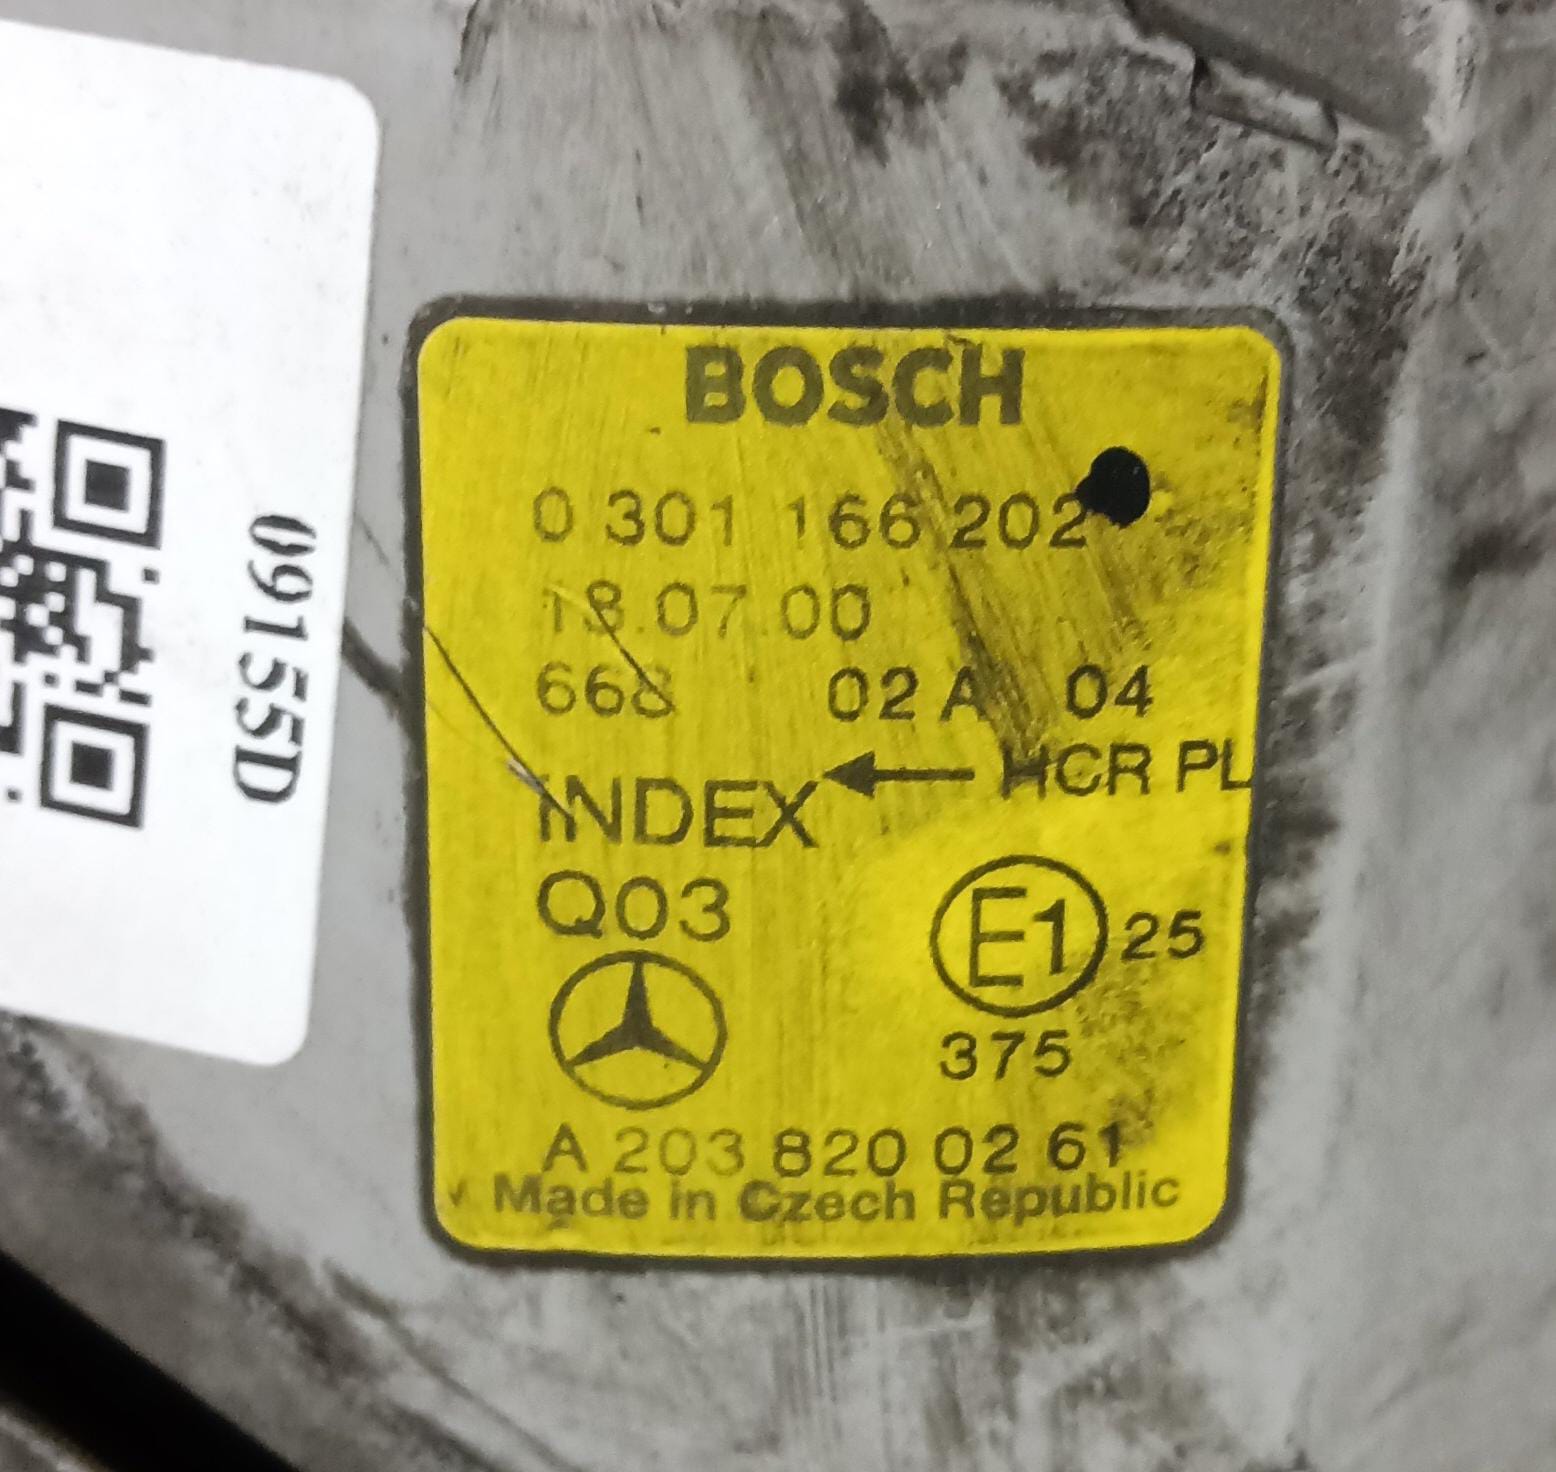 BOSCH
0 301 166 202
18.07.00
668 02 A 04
← HCR PL
INDEX
Q03
E1 25
375
A 203 820 02 61
Made in Czech Republic
09155D